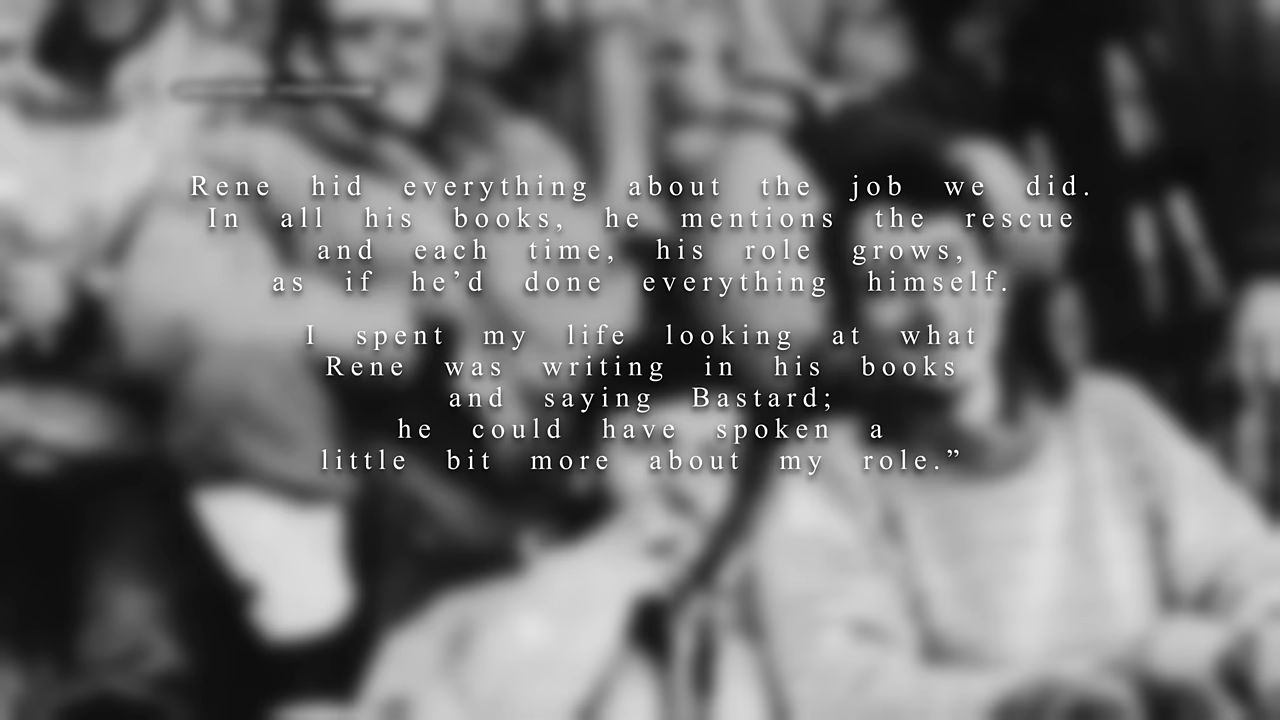 Rene hid everything about the job we did.
In all his books, he mentions the rescue
and each time, his role grows,
as if he’d done everything himself.
I spent my life looking at what
Rene was writing in his books
and saying Bastard;
he could have spoken a
little bit more about my role.”